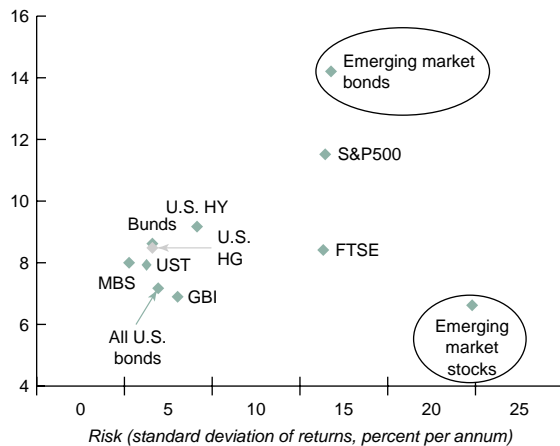 16
14
12
10
8
6
4
Emerging market
bonds
S&P500
U.S. HY
Bunds
U.S.
HG
FTSE
UST
MBS
GBI
All U.S.
bonds
Emerging
market
stocks
0 5 10 15 20 25
Risk (standard deviation of returns, percent per annum)